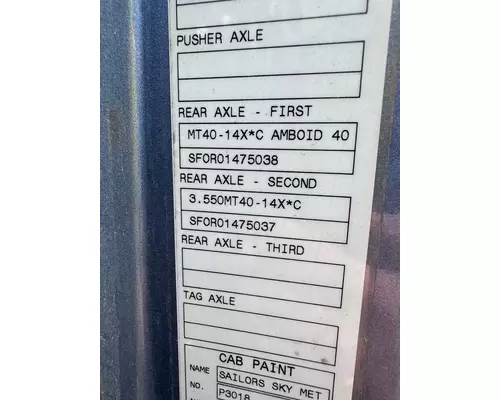 PUSHER AXLE
REAR AXLE - FIRST
MT40-14X*C AMBOID 40
SFOR01475038
REAR AXLE - SECOND
3.550MT40-14X*C
SFOR01475037
REAR AXLE - THIRD
TAG AXLE
CAB PAINT
NAME SAILORS SKY MET
NO. P3018